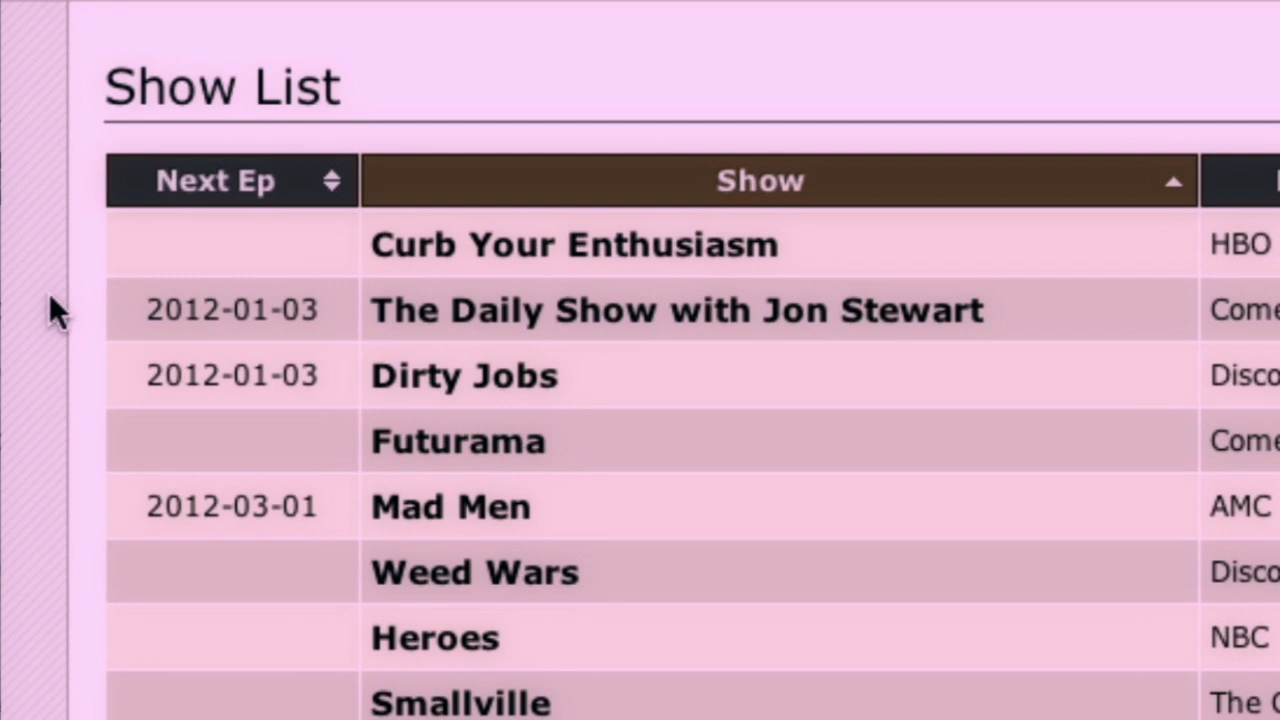 Show List
Next Ep Show
Curb Your Enthusiasm HBO
2012-01-03 The Daily Show with Jon Stewart
2012-01-03 Dirty Jobs
Futurama
2012-03-01 Mad Men AMC
Weed Wars
Heroes NBC
Smallville The